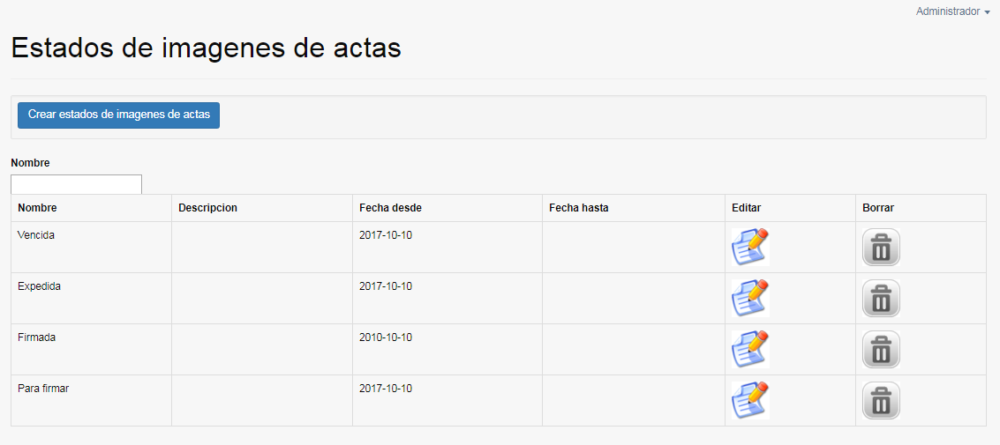 Administrador
Estados de imagenes de actas
Crear estados de imagenes de actas
Nombre
Nombre Descripcion Fecha desde Fecha hasta Editar Borrar
Vencida 2017-10-10
Expedida 2017-10-10
Firmada 2010-10-10
Para firmar 2017-10-10